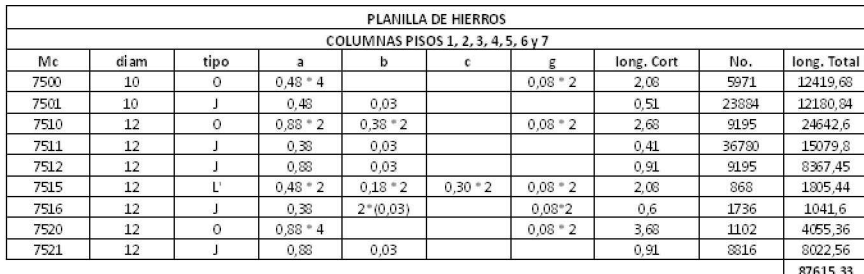 PLANILLA DE HIERROS
COLUMNAS PISOS 1, 2, 3, 4, 5, 6 y 7
Mc diam tipo a b c g long. Cort No. long. Total
7500 10 O 0,48 * 4 0,08 * 2 2,08 5971 12419,68
7501 10 J 0,48 0,03 0,51 23884 12180,84
7510 12 O 0,88 * 2 0,38 * 2 0,08 * 2 2,68 9195 24642,6
7511 12 J 0,38 0,03 0,41 36780 15079,8
7512 12 J 0,88 0,03 0,91 9195 8367,45
7515 12 L' 0,48 * 2 0,18 * 2 0,30 * 2 0,08 * 2 2,08 868 1805,44
7516 12 J 0,38 2*(0,03) 0,08*2 0,6 1736 1041,6
7520 12 O 0,88 * 4 0,08 * 2 3,68 1102 4055,36
7521 12 J 0,88 0,03 0,91 8816 8022,56
87615,33